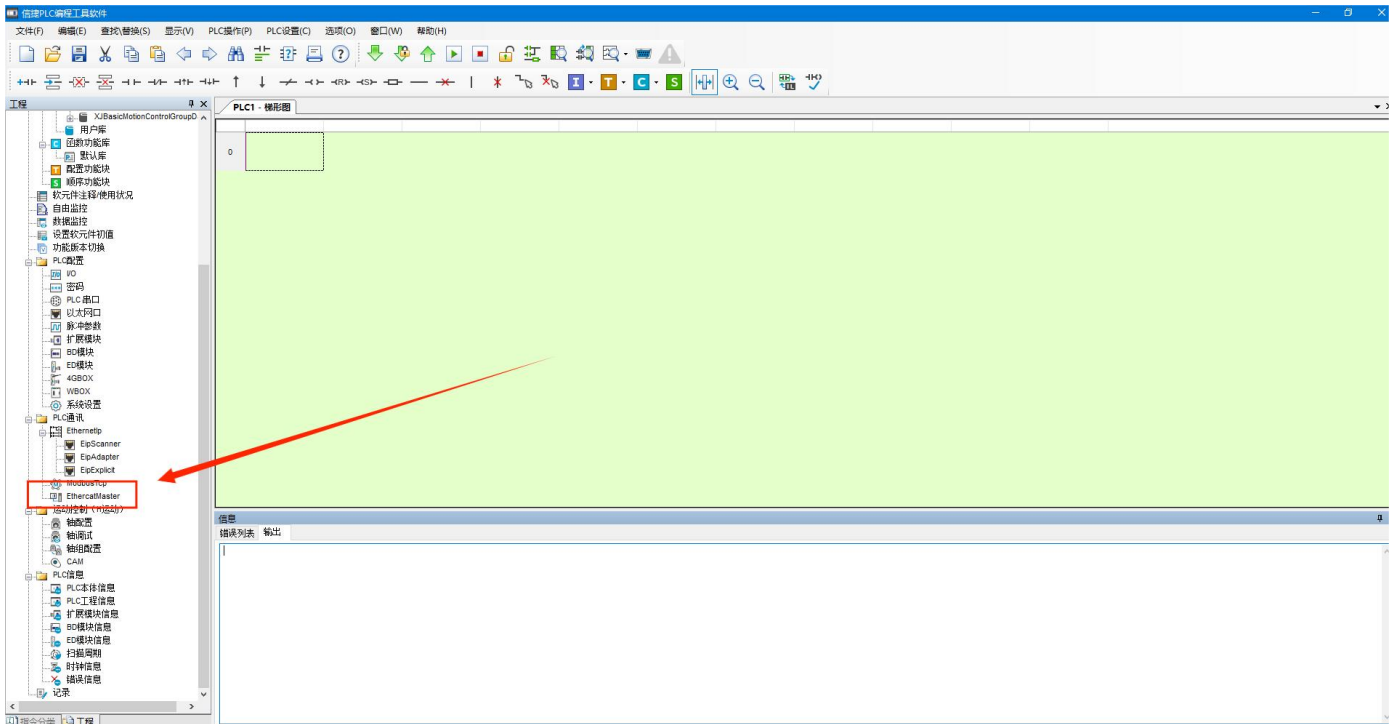 信捷PLC编程工具软件
文件(F) 编辑(E) 查找\替换(S) 显示(V) PLC操作(P) PLC设置(C) 选项(O) 窗口(W) 帮助(H)
工程
PLC1 - 梯形图
XJBasicMotionControlGroupD
用户库
函数功能库
默认库
配置功能块
顺序功能块
软元件注释/使用状况
自由监控
数据监控
设置软元件初值
功能版本切换
PLC配置
I/O
密码
PLC 串口
以太网口
脉冲参数
扩展模块
BD模块
ED模块
4GBOX
WBOX
系统设置
PLC通讯
EthernetIp
EipScanner
EipAdapter
EipExplicit
ModbusTcp
EthercatMaster
轴配置
轴调试
轴组配置
CAM
PLC信息
PLC本体信息
PLC工程信息
扩展模块信息
BD模块信息
ED模块信息
扫描周期
时钟信息
错误信息
记录
指令分类 工程
0
信息
错误列表 输出